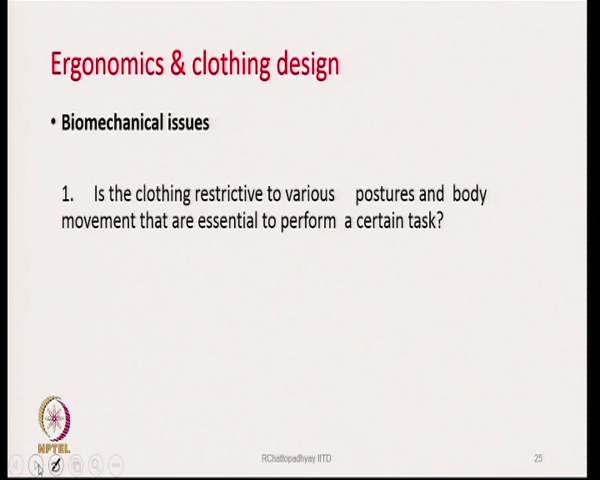 Ergonomics & clothing design
• Biomechanical issues
1. Is the clothing restrictive to various postures and body
movement that are essential to perform a certain task?
NPTEL
RChattopadhyay IITD
25